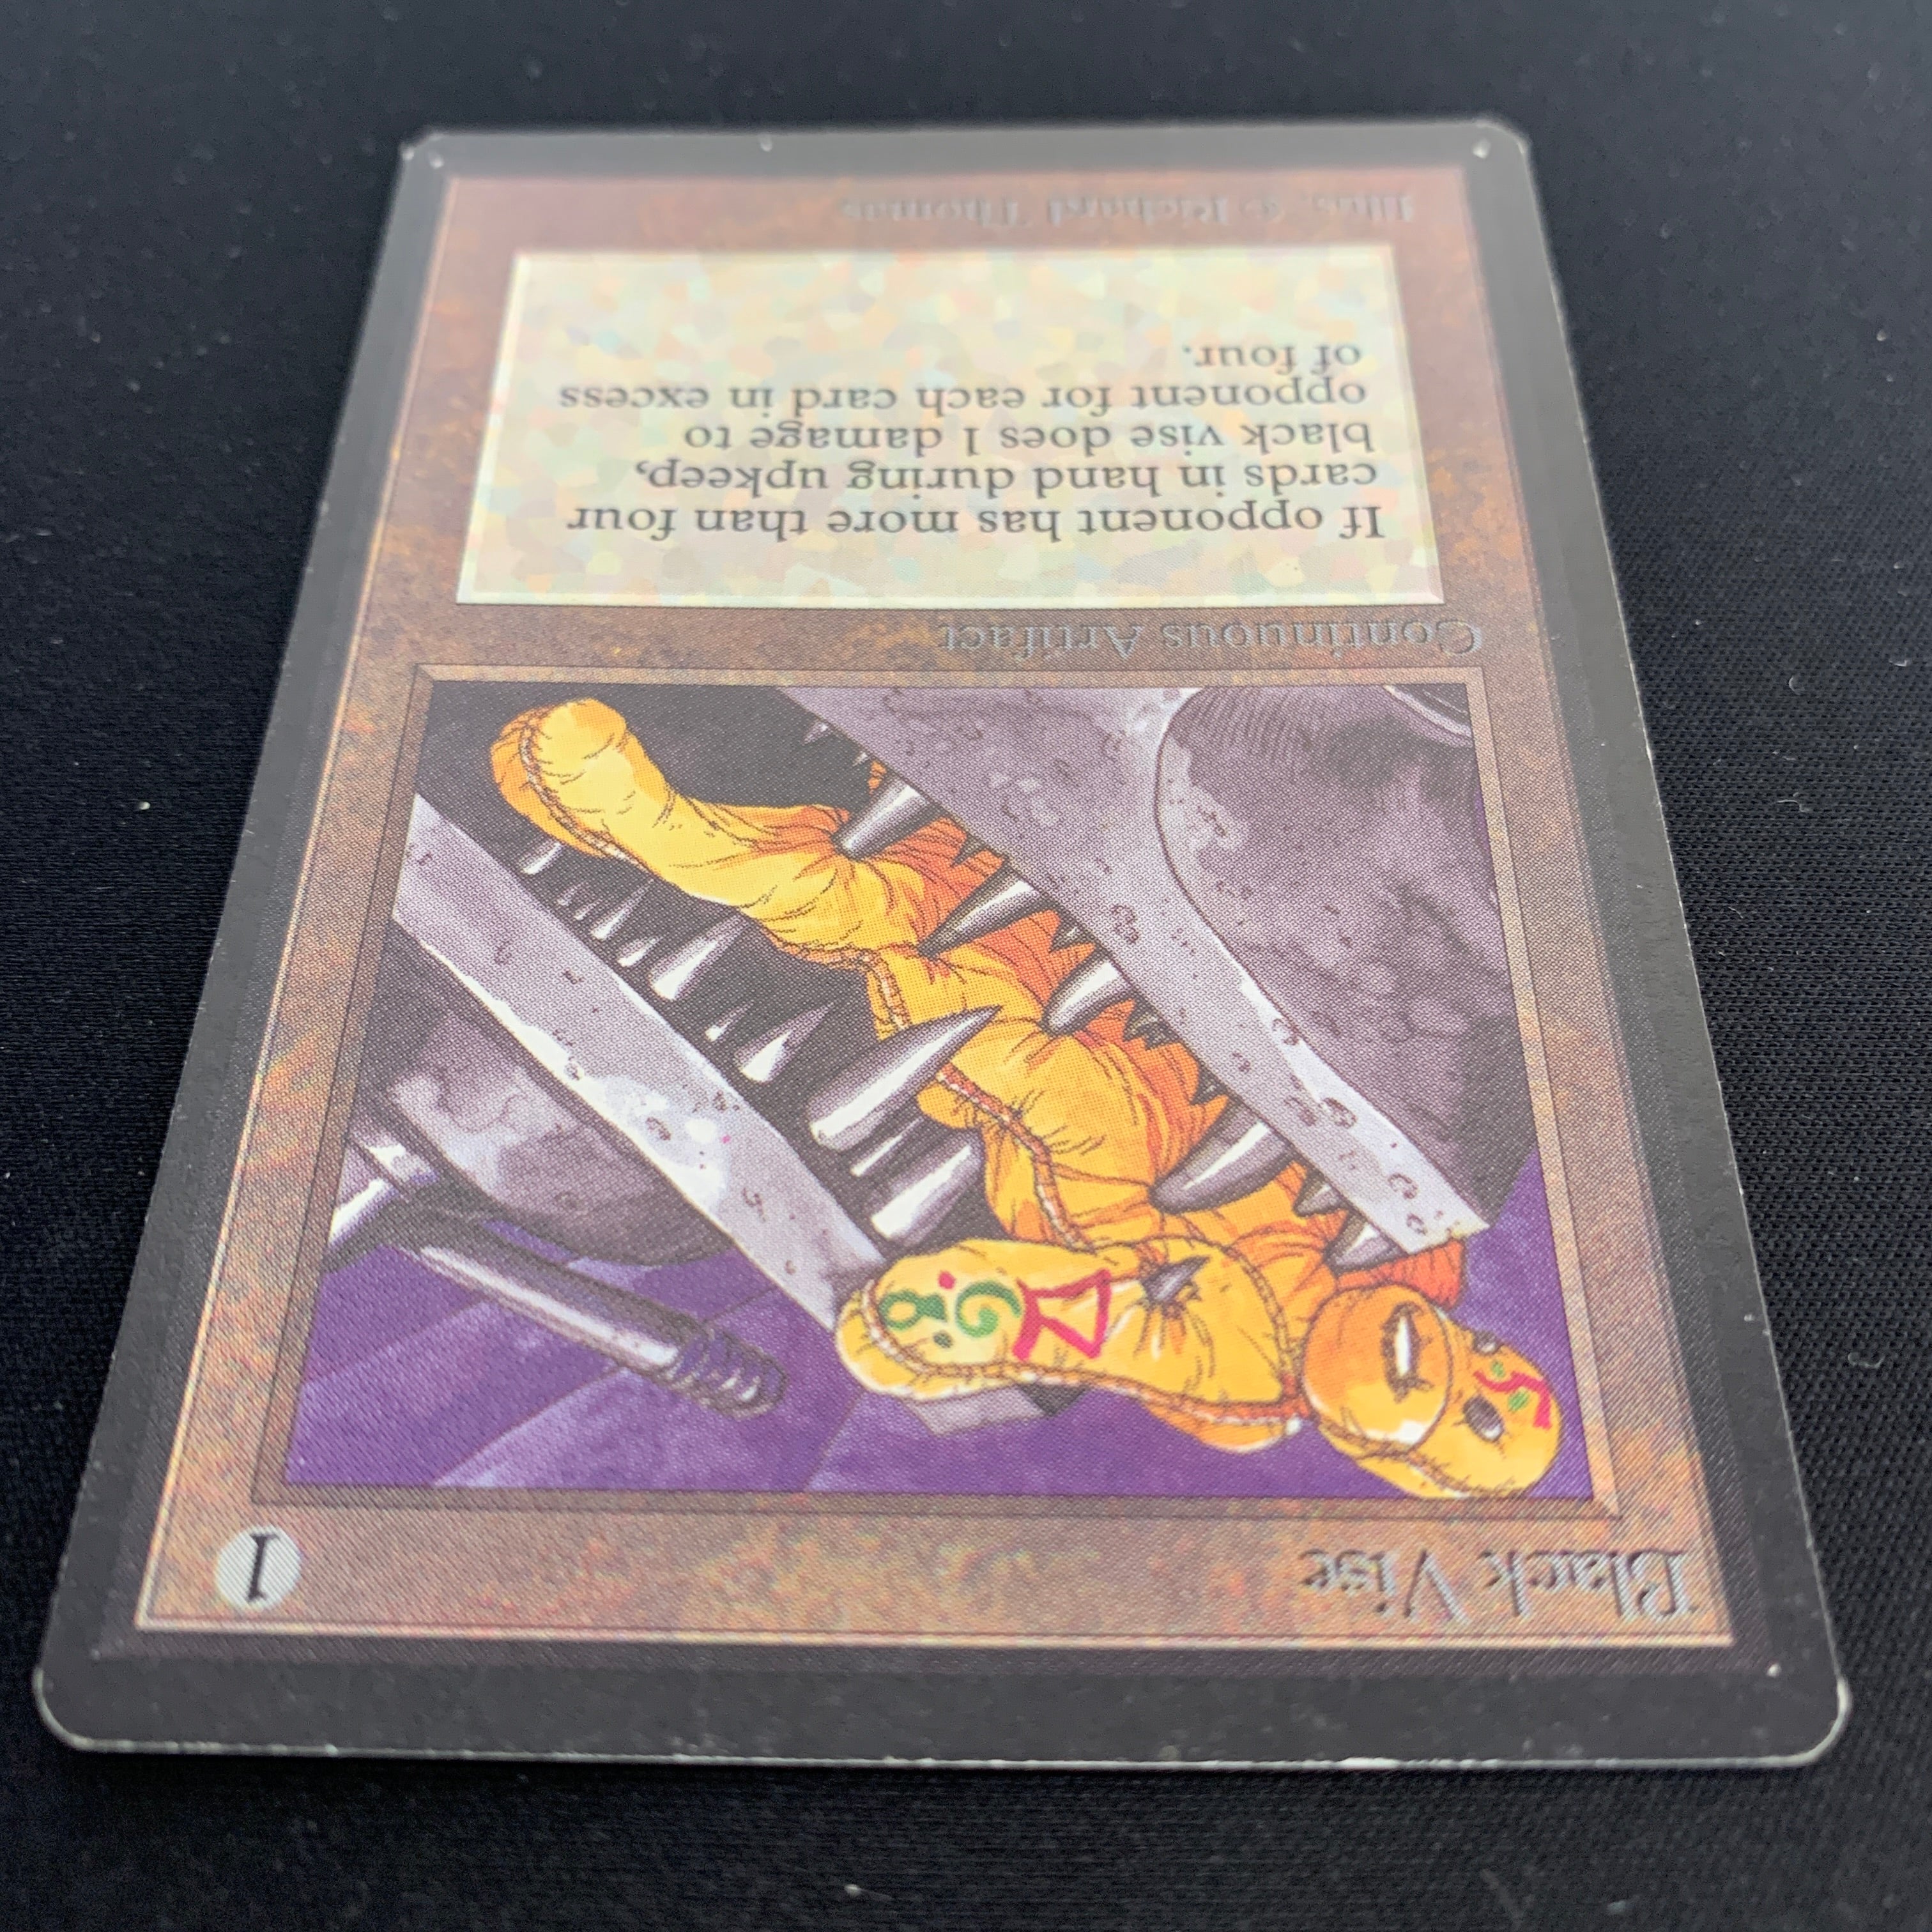 Black Vise
1
Continuous Artifact
If opponent has more than four
cards in hand during upkeep,
black vise does 1 damage to
opponent for each card in excess
of four.
Illus. © Richard Thomas